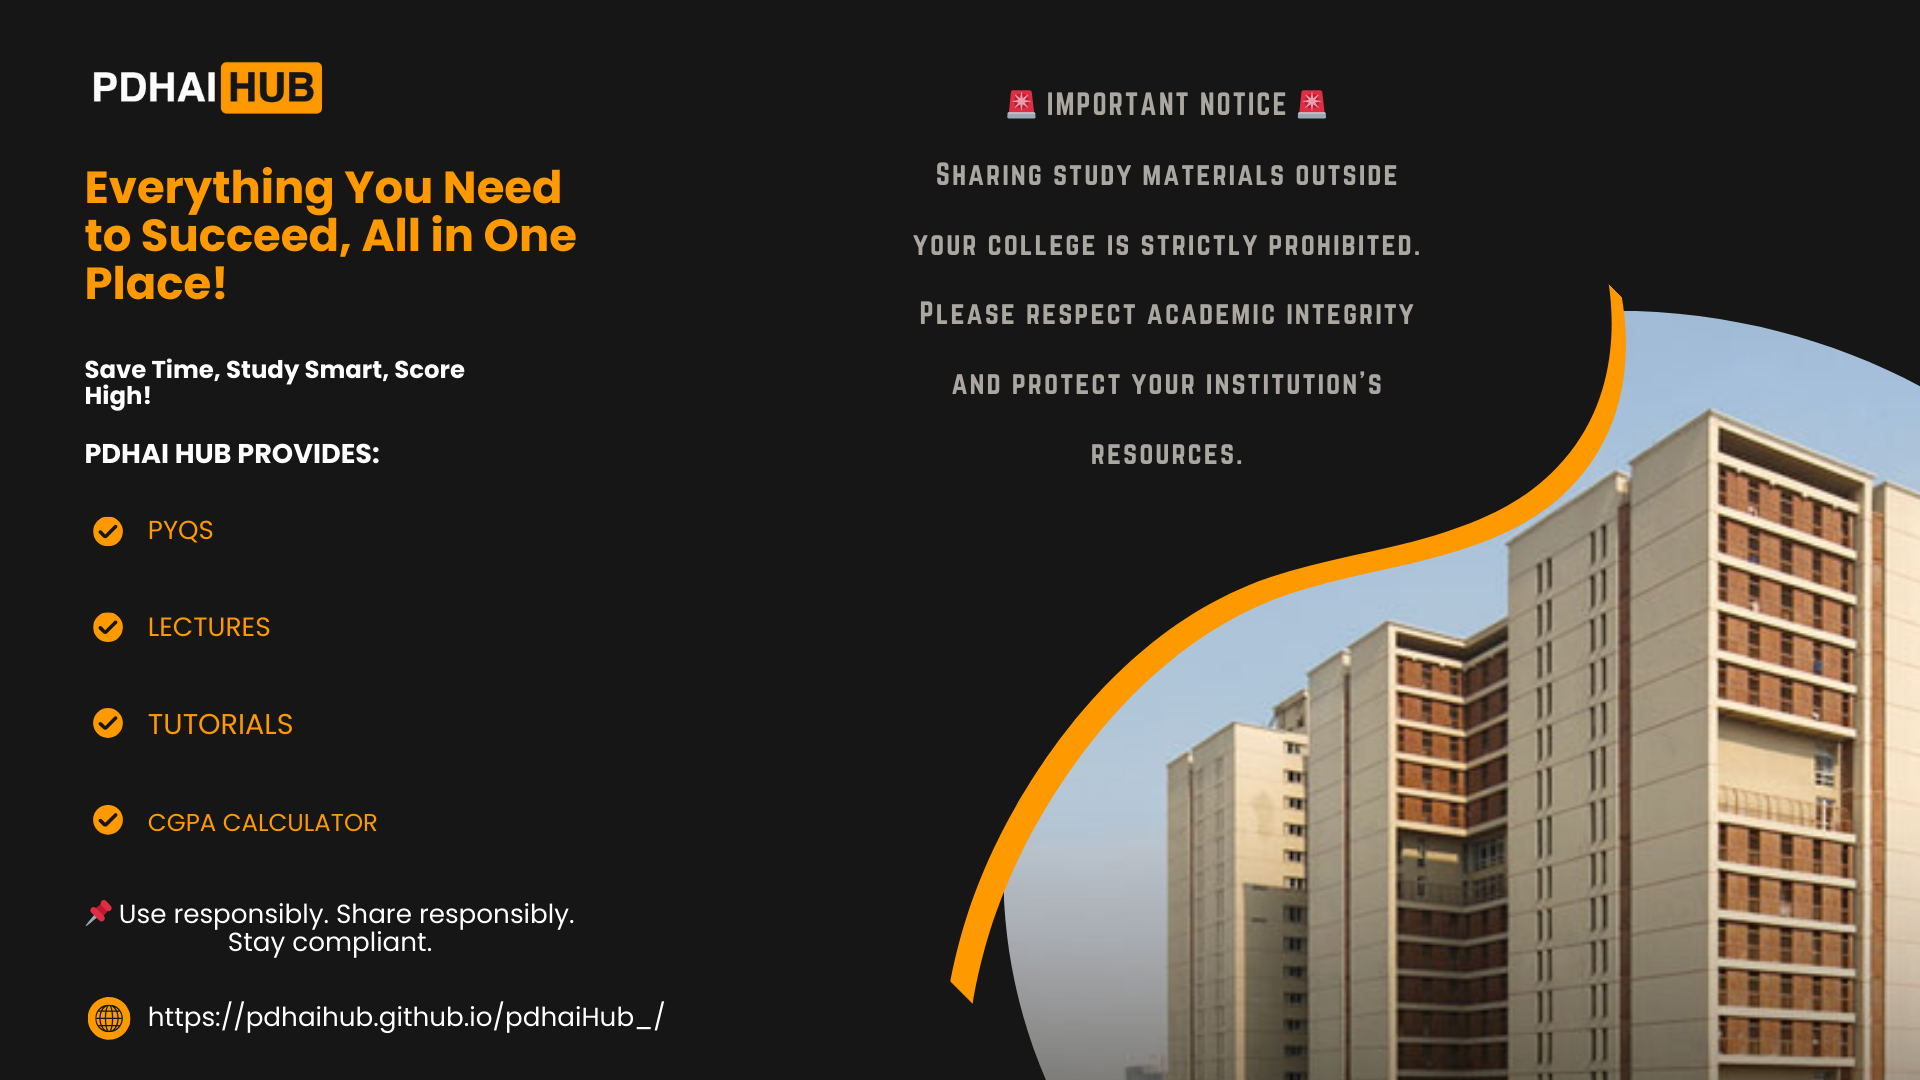 PDHAI HUB
Everything You Need
to Succeed, All in One
Place!
Save Time, Study Smart, Score
High!
PDHAI HUB PROVIDES:
PYQS
LECTURES
TUTORIALS
CGPA CALCULATOR
📌 Use responsibly. Share responsibly.
Stay compliant.
https://pdhaihub.github.io/pdhaiHub_/
🚨 IMPORTANT NOTICE 🚨
Sharing study materials outside
your college is strictly prohibited.
Please respect academic integrity
and protect your institution's
resources.